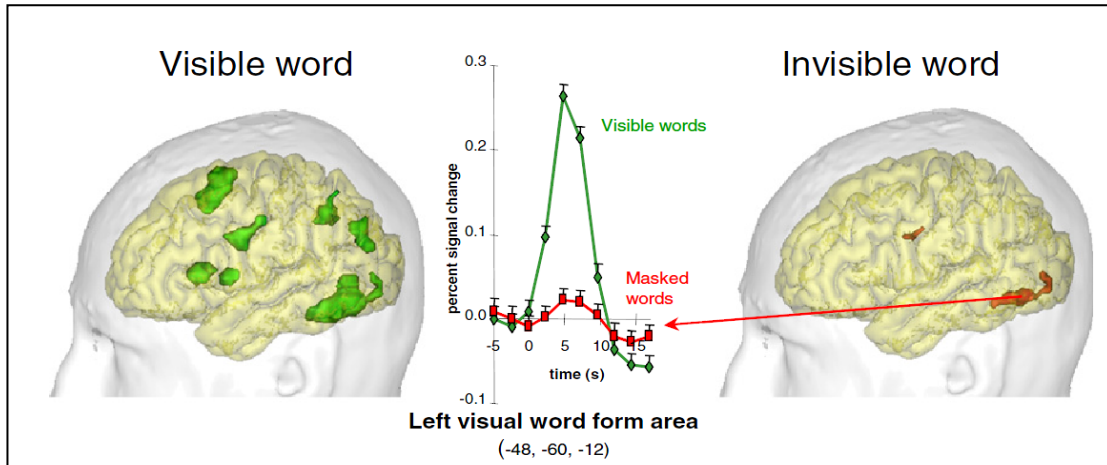 Visible word
Invisible word
0.3
0.2
0.1
0.0
-0.1
percent signal change
Visible words
Masked
words
-5 0 5 10 15
time (s)
Left visual word form area
(-48, -60, -12)